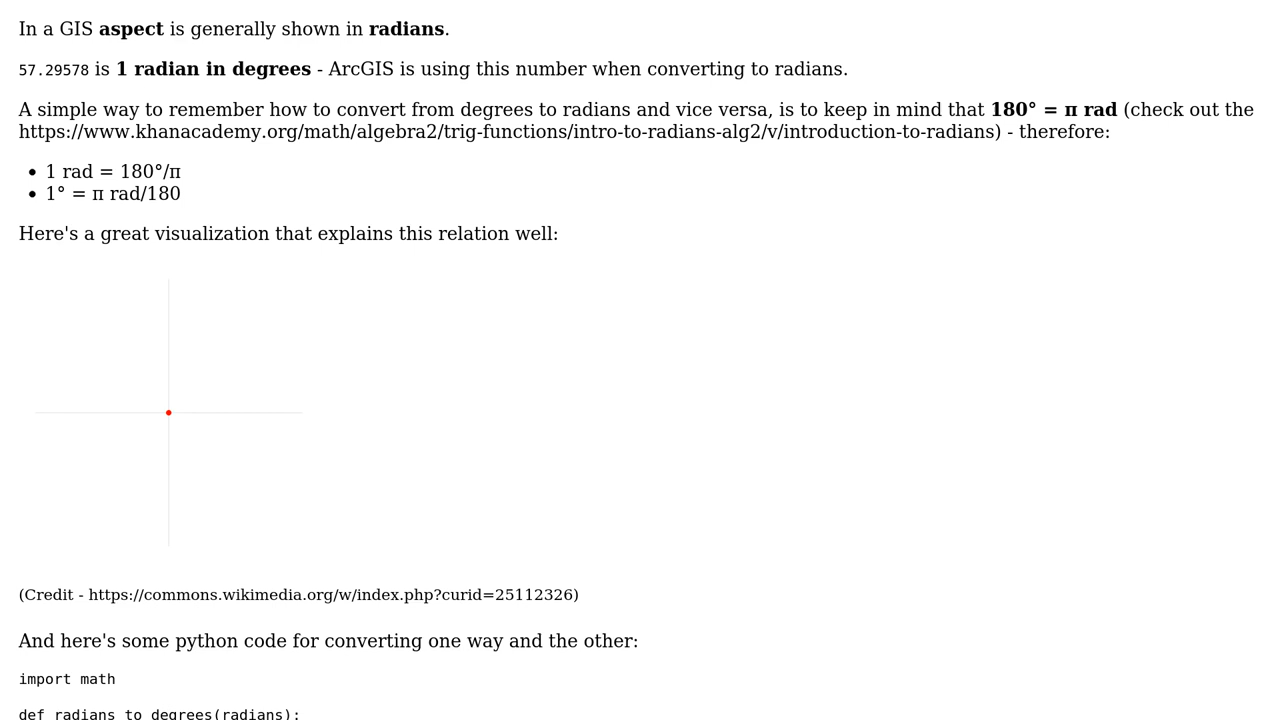 In a GIS aspect is generally shown in radians.
57.29578 is 1 radian in degrees - ArcGIS is using this number when converting to radians.
A simple way to remember how to convert from degrees to radians and vice versa, is to keep in mind that 180° = π rad (check out the
https://www.khanacademy.org/math/algebra2/trig-functions/intro-to-radians-alg2/v/introduction-to-radians) - therefore:
• 1 rad = 180°/π
• 1° = π rad/180
Here's a great visualization that explains this relation well:
(Credit - https://commons.wikimedia.org/w/index.php?curid=25112326)
And here's some python code for converting one way and the other:
import math
def radians_to_degrees(radians):